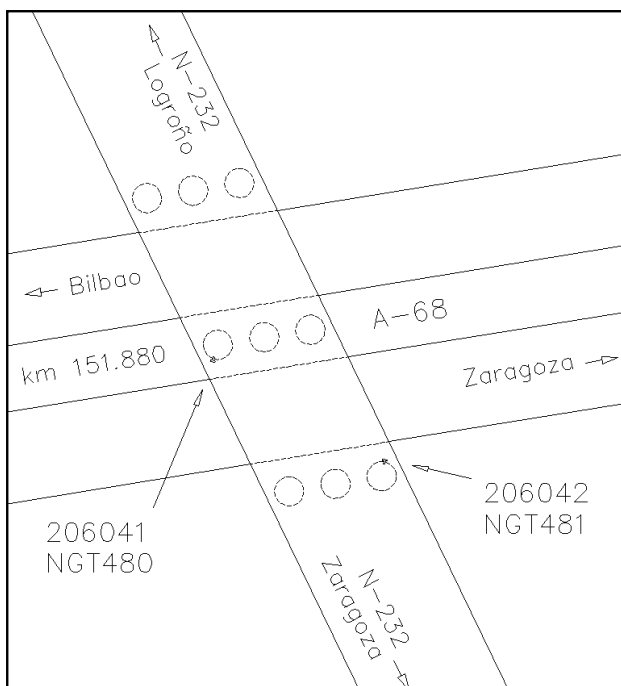 N-232
Logroño
Bilbao
A-68
km 151.880
Zaragoza
206041
NGT480
206042
NGT481
N-232
Zaragoza